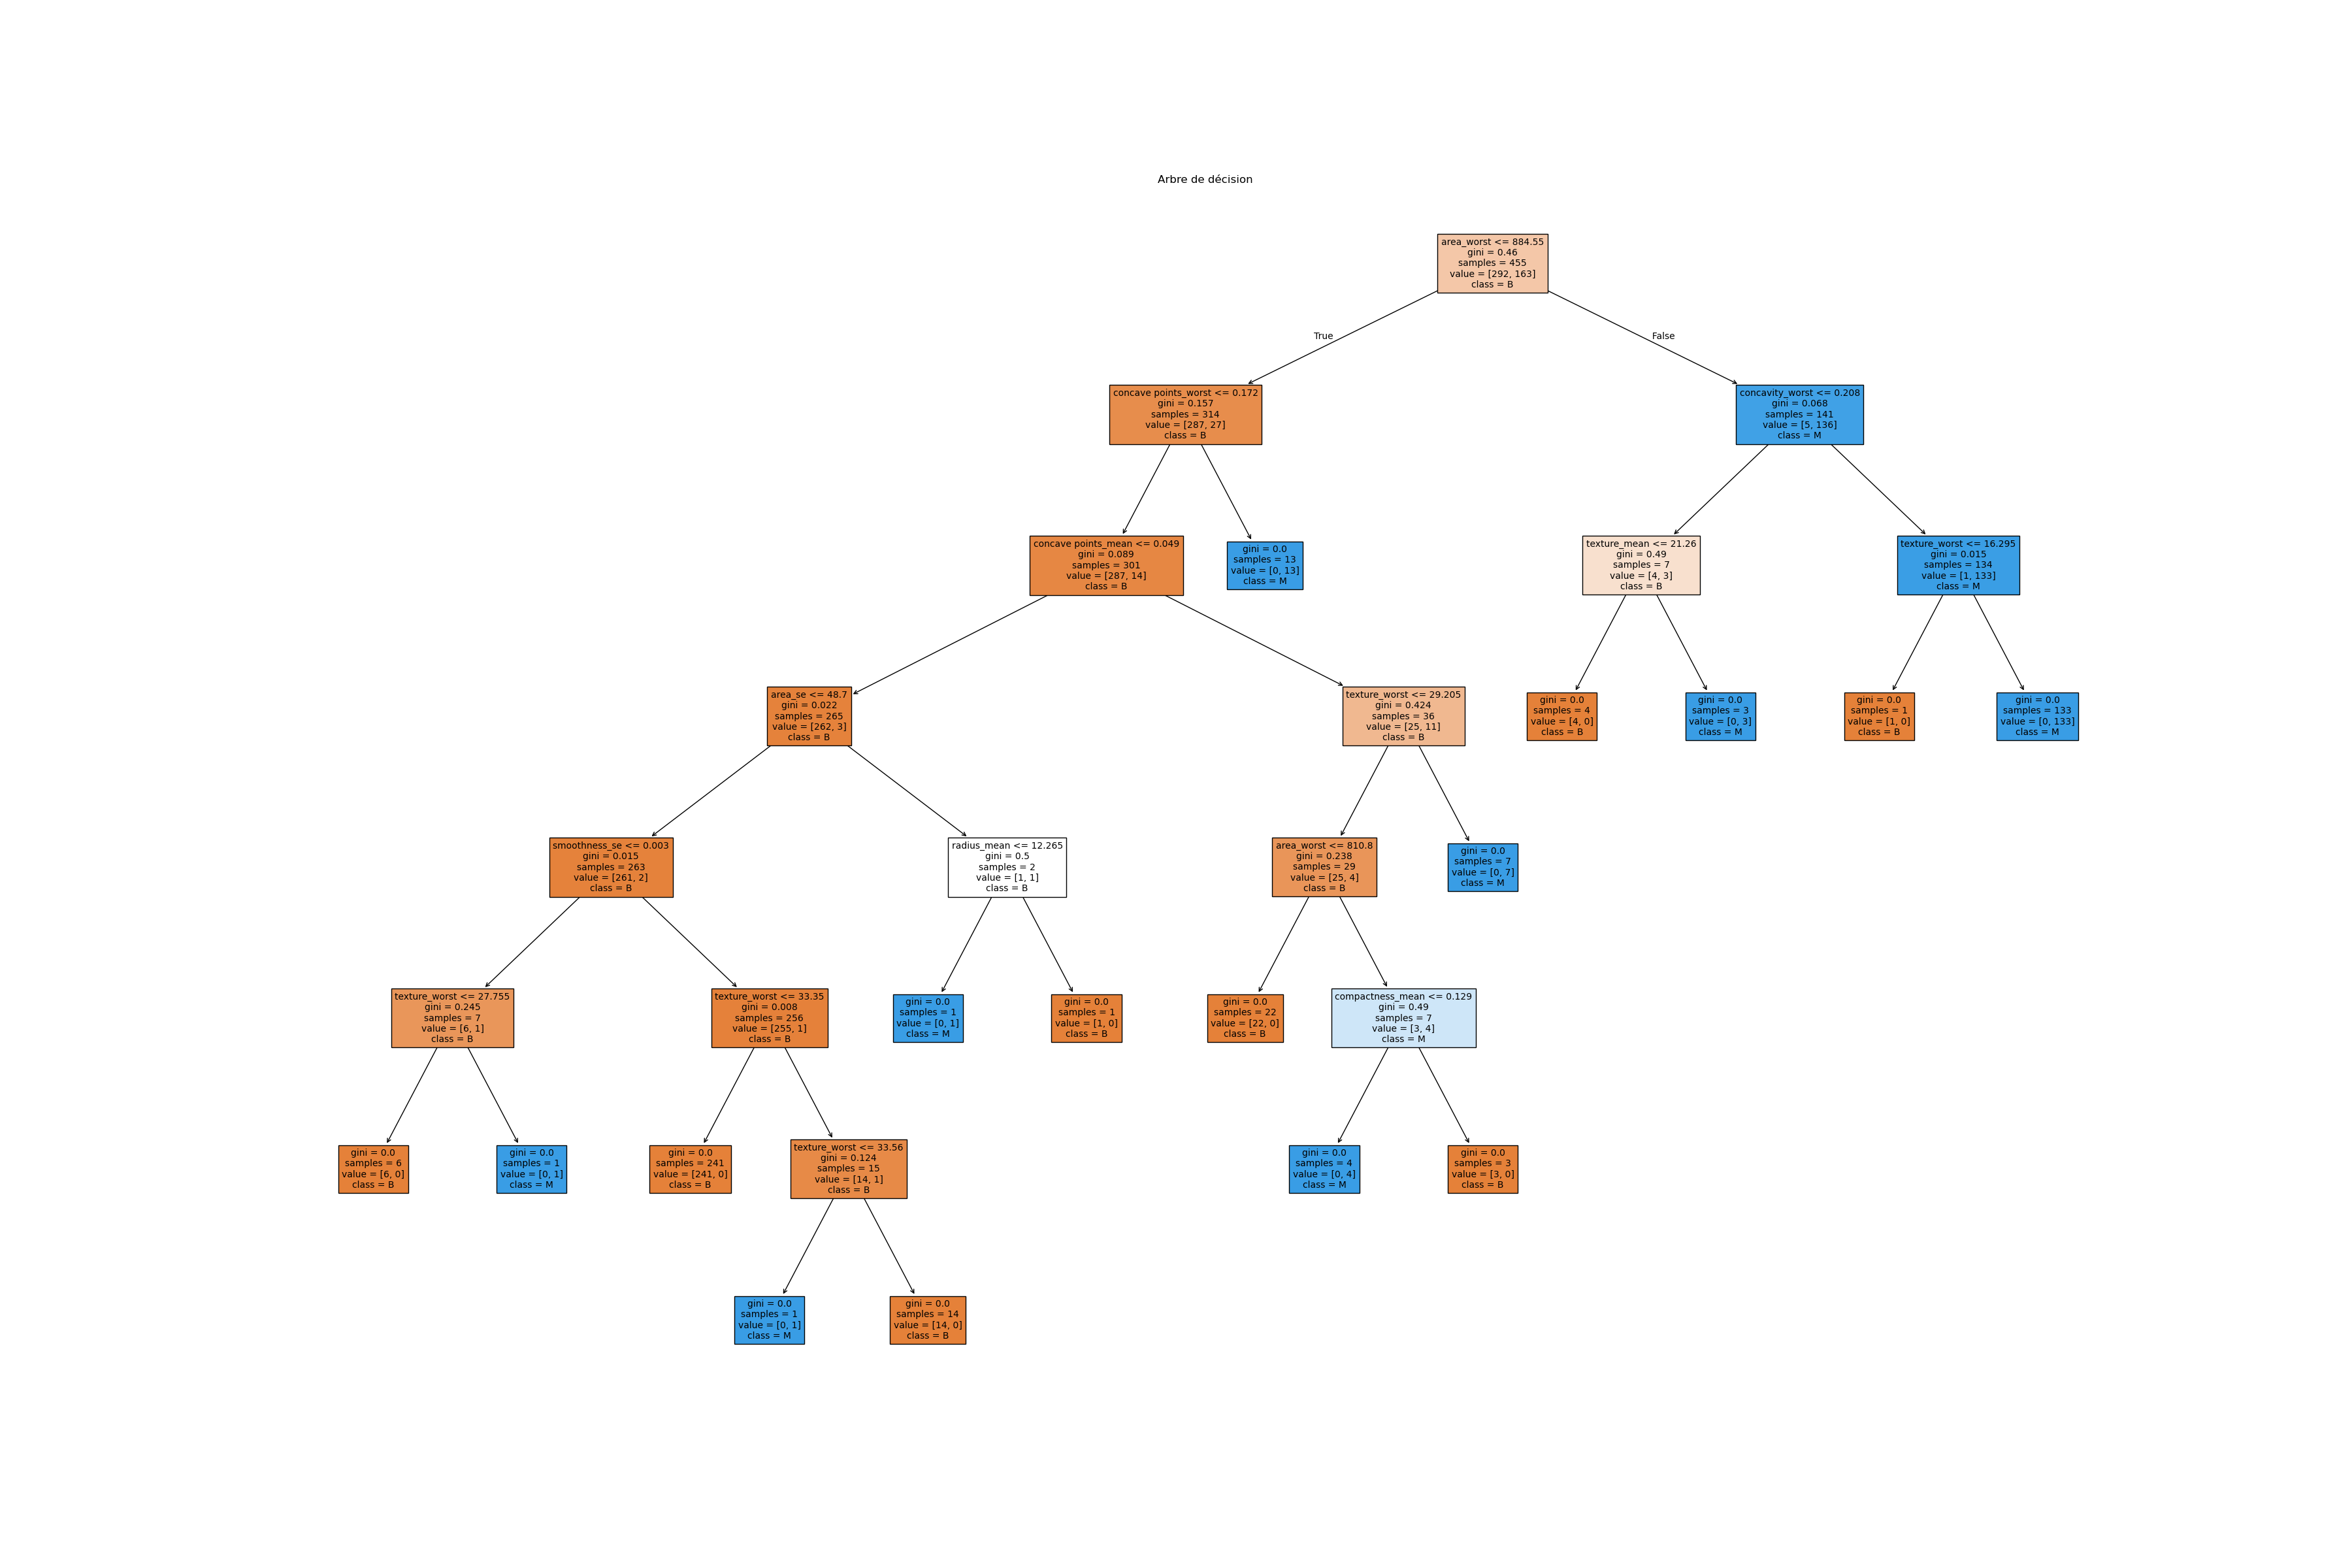 Arbre de décision
area_worst <= 884.55
gini = 0.46
samples = 455
value = [292, 163]
class = B
True
False
concave points_worst <= 0.172
gini = 0.157
samples = 314
value = [287, 27]
class = B
concavity_worst <= 0.208
gini = 0.068
samples = 141
value = [5, 136]
class = M
concave points_mean <= 0.049
gini = 0.089
samples = 301
value = [287, 14]
class = B
gini = 0.0
samples = 13
value = [0, 13]
class = M
texture_mean <= 21.26
gini = 0.49
samples = 7
value = [4, 3]
class = B
texture_worst <= 16.295
gini = 0.015
samples = 134
value = [1, 133]
class = M
area_se <= 48.7
gini = 0.022
samples = 265
value = [262, 3]
class = B
texture_worst <= 29.205
gini = 0.424
samples = 36
value = [25, 11]
class = B
gini = 0.0
samples = 4
value = [4, 0]
class = B
gini = 0.0
samples = 3
value = [0, 3]
class = M
gini = 0.0
samples = 1
value = [1, 0]
class = B
gini = 0.0
samples = 133
value = [0, 133]
class = M
smoothness_se <= 0.003
gini = 0.015
samples = 263
value = [261, 2]
class = B
radius_mean <= 12.265
gini = 0.5
samples = 2
value = [1, 1]
class = B
area_worst <= 810.8
gini = 0.238
samples = 29
value = [25, 4]
class = B
gini = 0.0
samples = 7
value = [0, 7]
class = M
texture_worst <= 27.755
gini = 0.245
samples = 7
value = [6, 1]
class = B
texture_worst <= 33.35
gini = 0.008
samples = 256
value = [255, 1]
class = B
gini = 0.0
samples = 1
value = [0, 1]
class = M
gini = 0.0
samples = 1
value = [1, 0]
class = B
gini = 0.0
samples = 22
value = [22, 0]
class = B
compactness_mean <= 0.129
gini = 0.49
samples = 7
value = [3, 4]
class = M
gini = 0.0
samples = 6
value = [6, 0]
class = B
gini = 0.0
samples = 1
value = [0, 1]
class = M
gini = 0.0
samples = 241
value = [241, 0]
class = B
texture_worst <= 33.56
gini = 0.124
samples = 15
value = [14, 1]
class = B
gini = 0.0
samples = 4
value = [0, 4]
class = M
gini = 0.0
samples = 3
value = [3, 0]
class = B
gini = 0.0
samples = 1
value = [0, 1]
class = M
gini = 0.0
samples = 14
value = [14, 0]
class = B